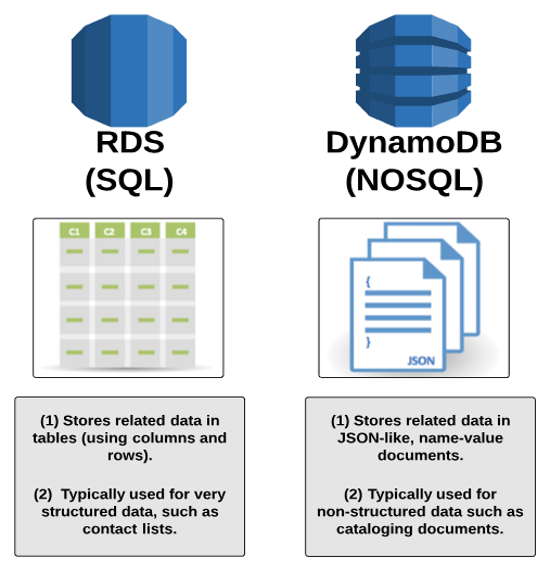 RDS
(SQL)
DynamoDB
(NOSQL)
C1 C2 C3 C4
{
}
JSON
(1) Stores related data in
tables (using columns and
rows).
(2) Typically used for very
structured data, such as
contact lists.
(1) Stores related data in
JSON-like, name-value
documents.
(2) Typically used for
non-structured data such as
cataloging documents.